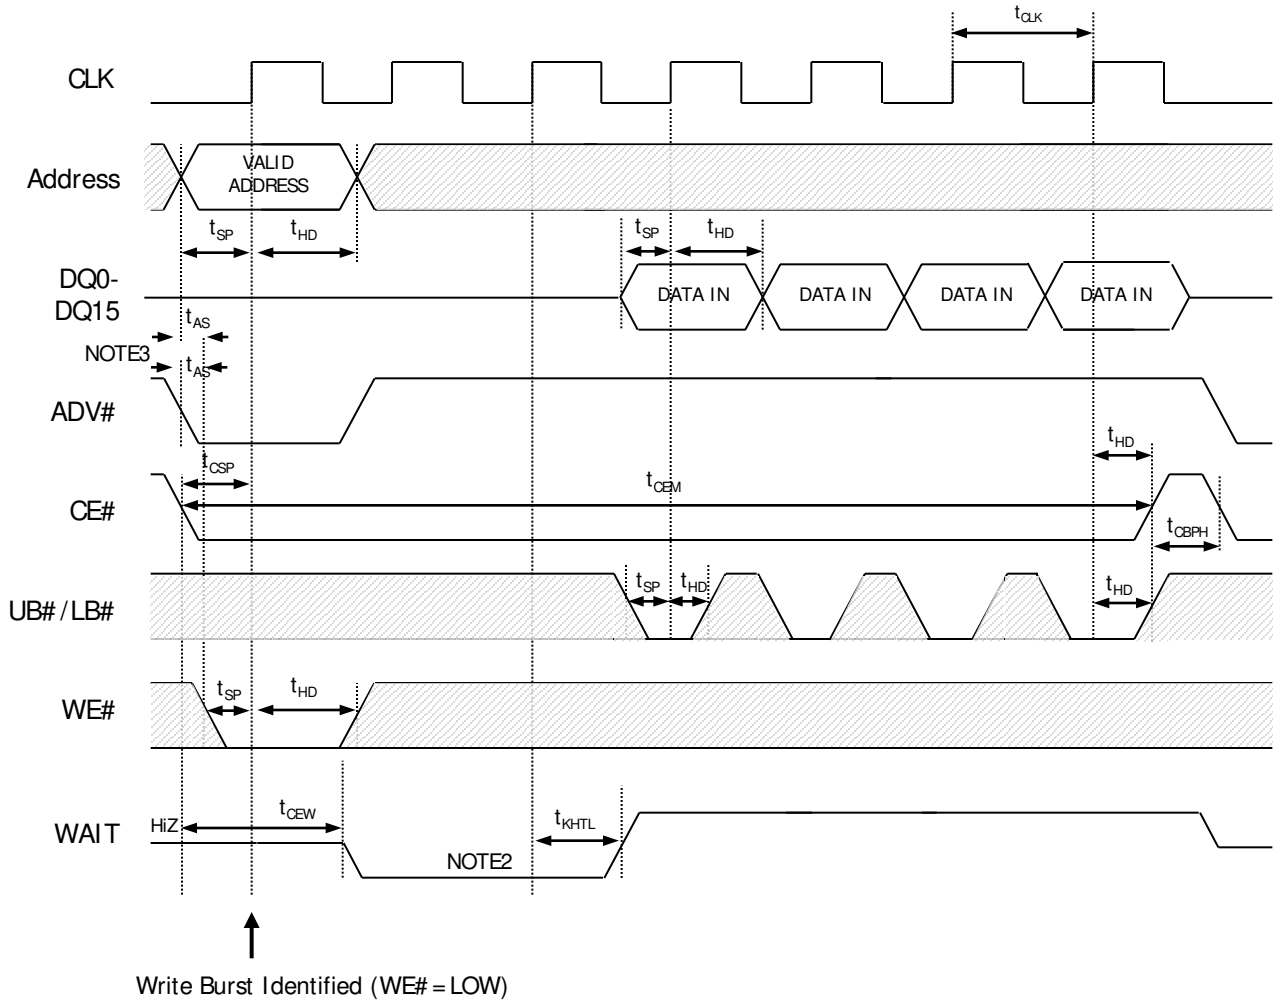 tCLK
CLK
VALID
ADDRESS
Address
tSP tHD
tSP tHD
DQ0-
DQ15
DATA IN DATA IN DATA IN DATA IN
tAS
NOTE3
tAS
ADV#
tHD
tCSP
tCEM
CE#
tCBPH
UB# / LB#
tSP tHD
tHD
WE#
tSP tHD
WAIT
HiZ
tCEW
tKHTL
NOTE2
Write Burst Identified (WE# = LOW)